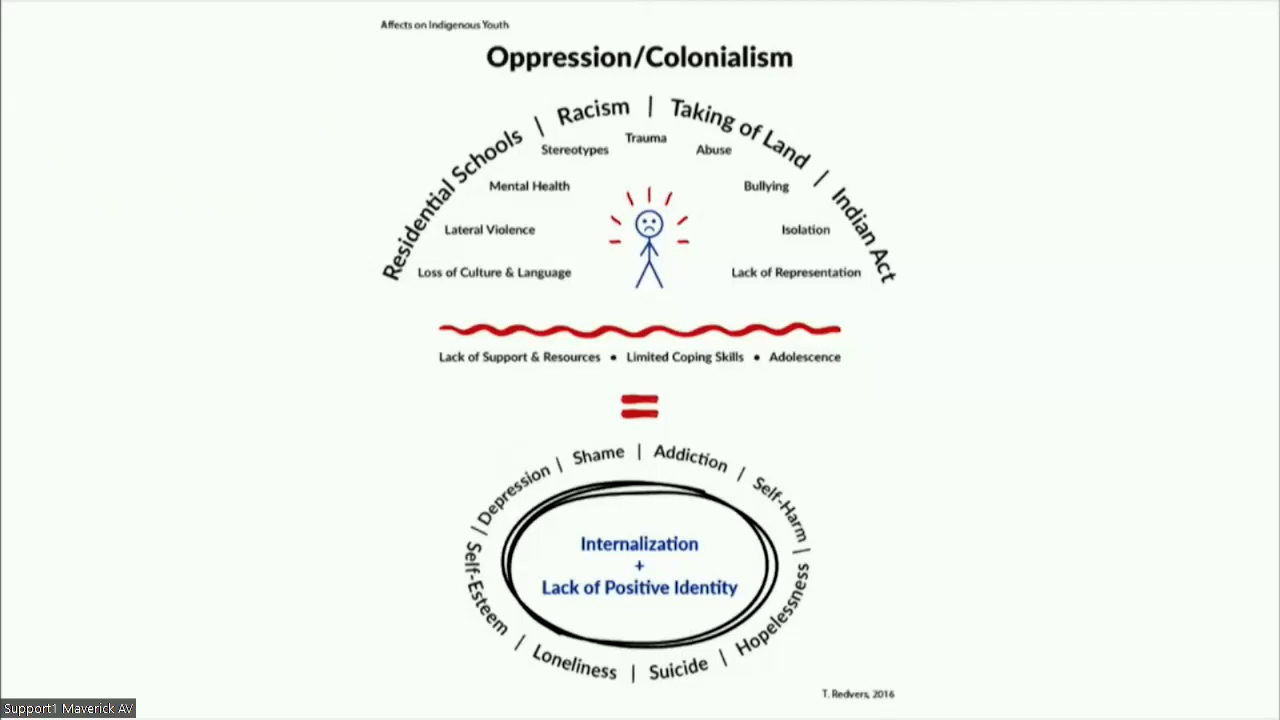 Affects on Indigenous Youth
Oppression/Colonialism
Residential Schools | Racism | Taking of Land | Indian Act
Trauma
Stereotypes
Abuse
Mental Health
Bullying
Lateral Violence
Isolation
Loss of Culture & Language
Lack of Representation
Lack of Support & Resources • Limited Coping Skills • Adolescence
=
Self-Esteem | Depression | Shame | Addiction | Self-Harm | Hopelessness | Suicide | Loneliness |
Internalization
+
Lack of Positive Identity
T. Redvers, 2016
Support1 Maverick AV